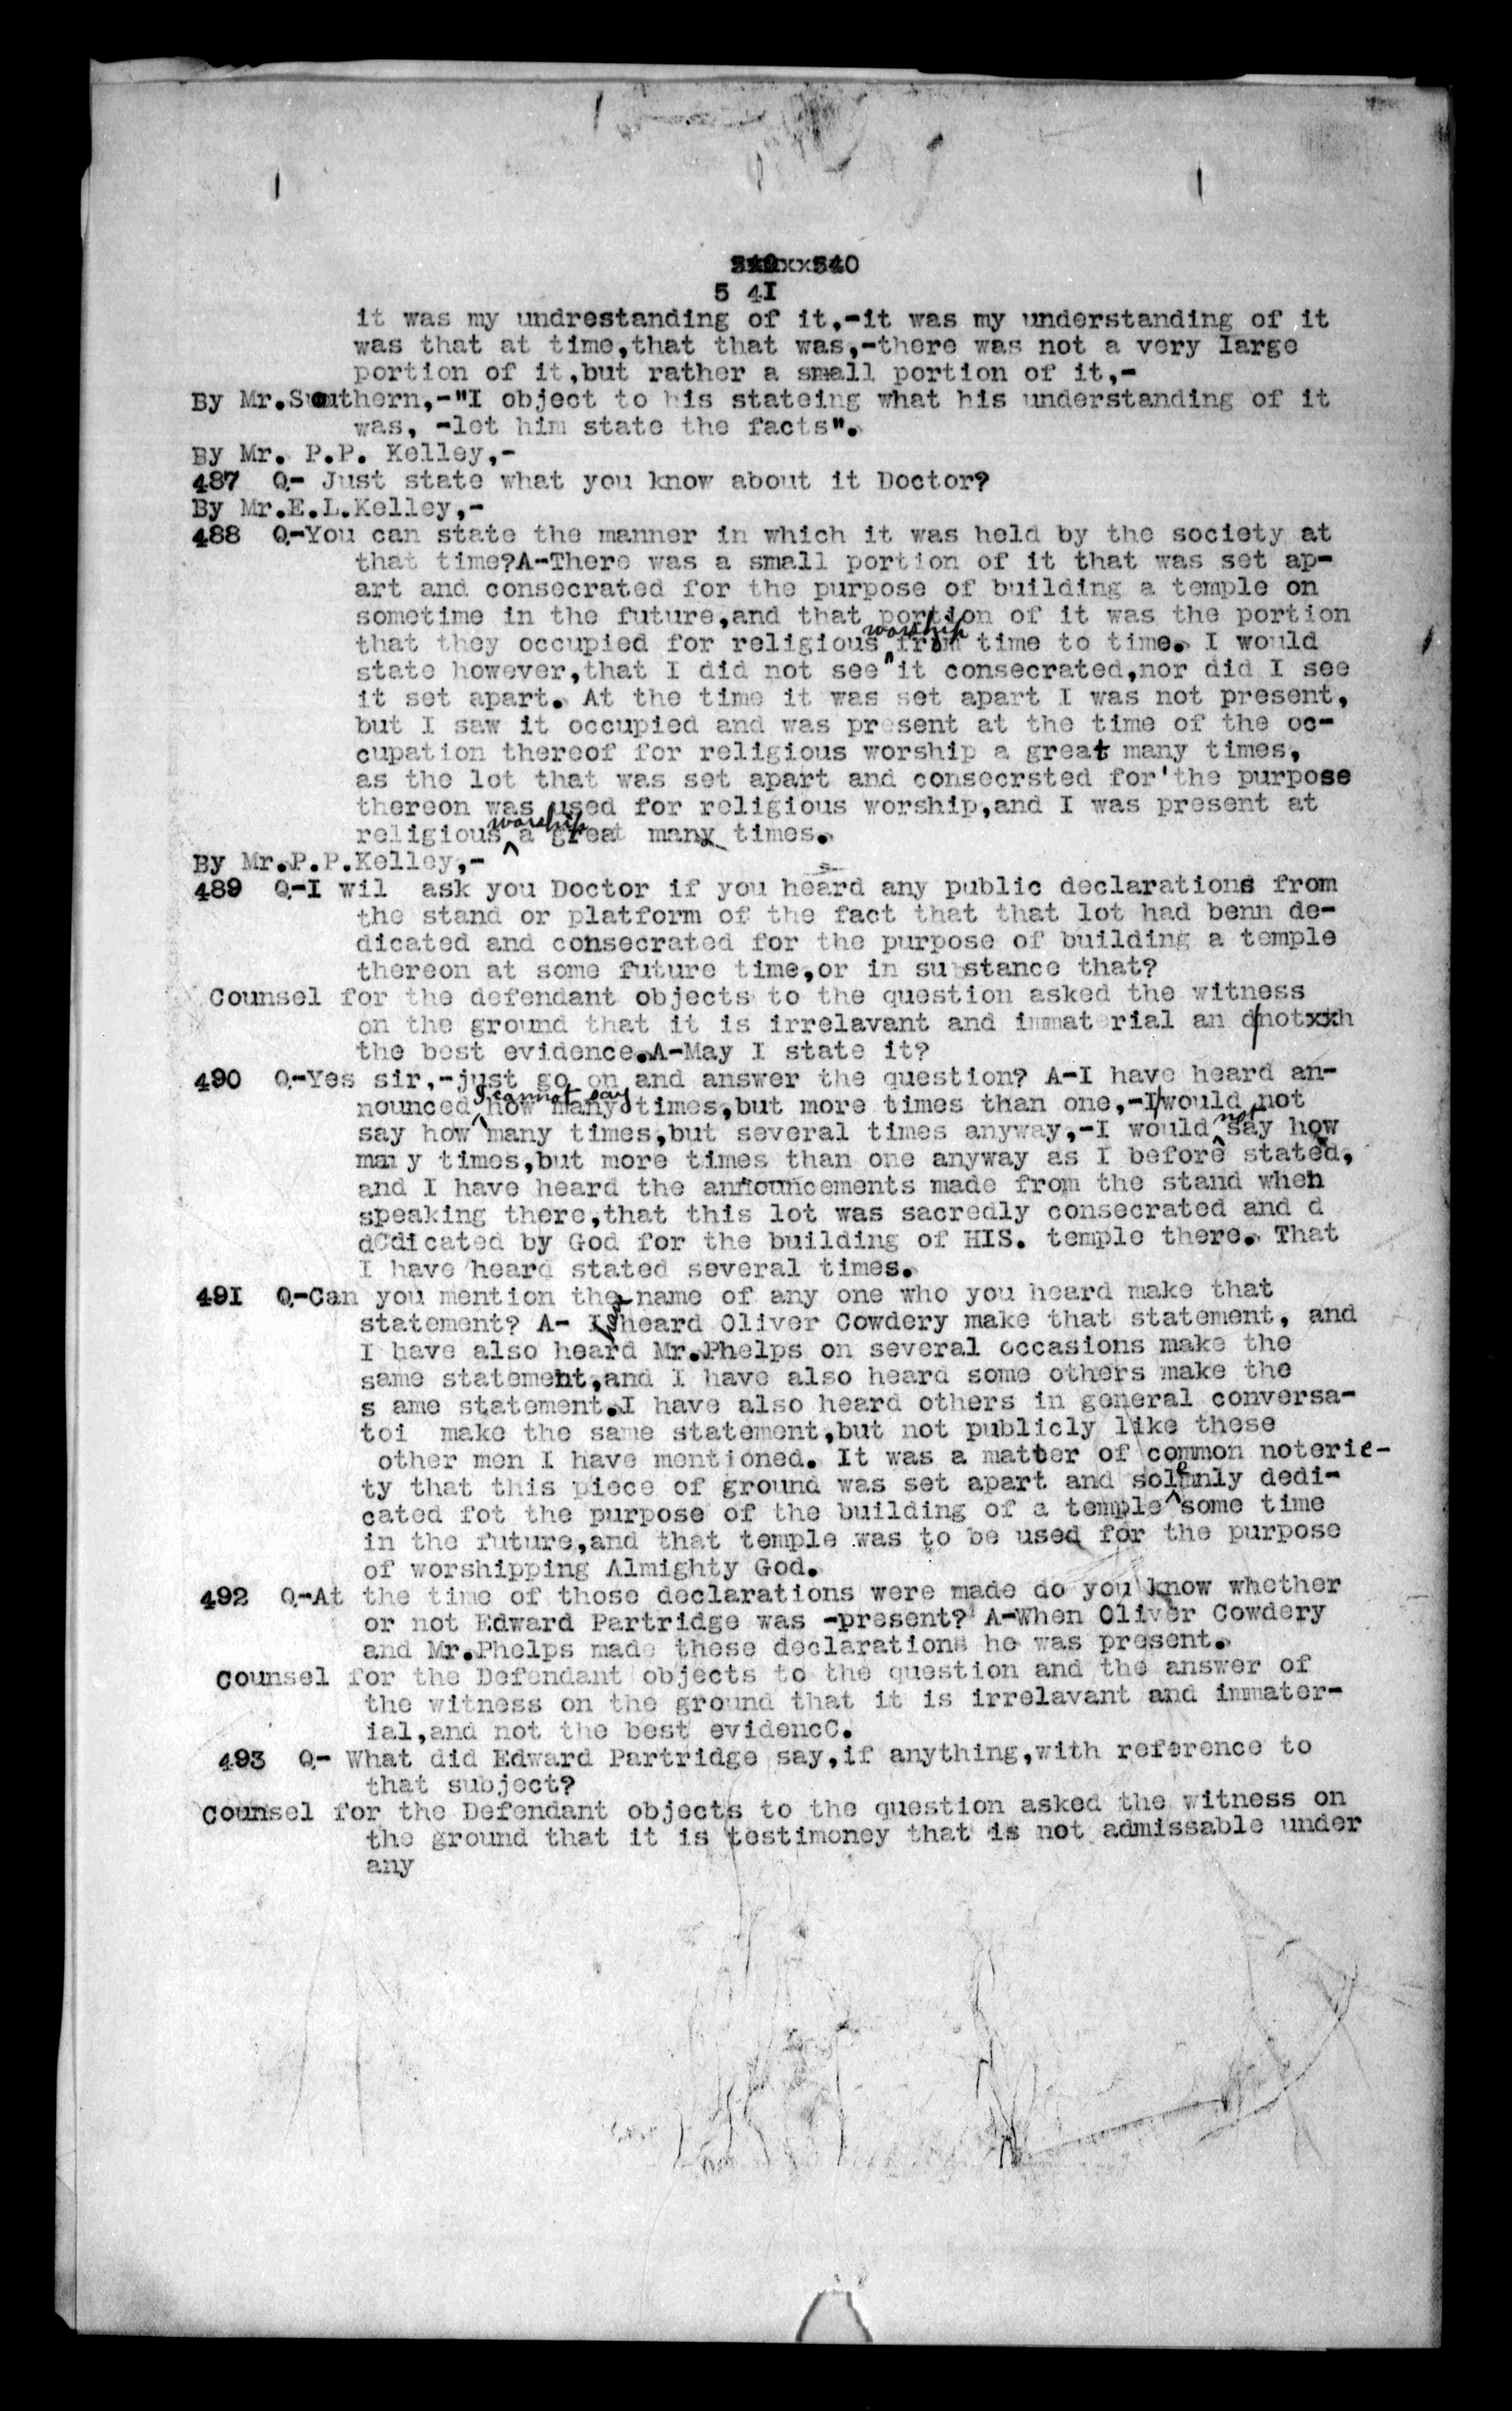 540
5 4I
it was my undrestanding of it,-it was my understanding of it
was that at time,that that was,-there was not a very large
portion of it,but rather a small portion of it,-
By Mr.Southern,-"I object to his stateing what his understanding of it
was, -let him state the facts".
By Mr. P.P. Kelley,-
487 Q- Just state what you know about it Doctor?
By Mr.E.L.Kelley,-
488 Q-You can state the manner in which it was held by the society at
that time?A-There was a small portion of it that was set ap-
art and consecrated for the purpose of building a temple on
sometime in the future,and that portion of it was the portion
that they occupied for religious worship from time to time. I would
state however,that I did not see it consecrated,nor did I see
it set apart. At the time it was set apart I was not present,
but I saw it occupied and was present at the time of the oc-
cupation thereof for religious worship a great many times,
as the lot that was set apart and consecrsted for'the purpose
thereon was used for religious worship,and I was present at
religious worship a great many times.
By Mr.P.P.Kelley,-
489 Q-I wil ask you Doctor if you heard any public declarations from
the stand or platform of the fact that that lot had benn de-
dicated and consecrated for the purpose of building a temple
thereon at some future time,or in substance that?
Counsel for the defendant objects to the question asked the witness
on the ground that it is irrelavant and immaterial an d/notxxh
the best evidence.A-May I state it?
490 Q-Yes sir,-just go on and answer the question? A-I have heard an-
nounced I cannot say how many times,but more times than one,-I/would not
say how many times,but several times anyway,-I would not say how
many times,but more times than one anyway as I before stated,
and I have heard the announcements made from the stand when
speaking there,that this lot was sacredly consecrated and d
dCdicated by God for the building of HIS. temple there. That
I have heard stated several times.
49I Q-Can you mention the name of any one who you heard make that
statement? A- I heard Oliver Cowdery make that statement, and
I have also heard Mr.Phelps on several occasions make the
same statement,and I have also heard some others make the
s ame statement.I have also heard others in general conversa-
toi make the same statement,but not publicly like these
other men I have mentioned. It was a matter of common noterie-
ty that this piece of ground was set apart and solemnly dedi-
cated fot the purpose of the building of a temple some time
in the future,and that temple was to be used for the purpose
of worshipping Almighty God.
492 Q-At the time of those declarations were made do you know whether
or not Edward Partridge was -present? A-When Oliver Cowdery
and Mr.Phelps made these declarations he was present.
Counsel for the Defendant objects to the question and the answer of
the witness on the ground that it is irrelavant and immater-
ial,and not the best evidencC.
493 Q- What did Edward Partridge say,if anything,with reference to
that subject?
Counsel for the Defendant objects to the question asked the witness on
the ground that it is testimoney that is not admissable under
any